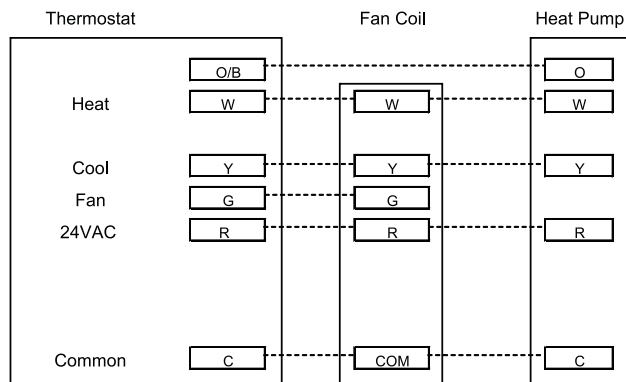 Thermostat Fan Coil Heat Pump
O/B O
Heat W W W
Cool Y Y Y
Fan G G
24VAC R R R
Common C COM C